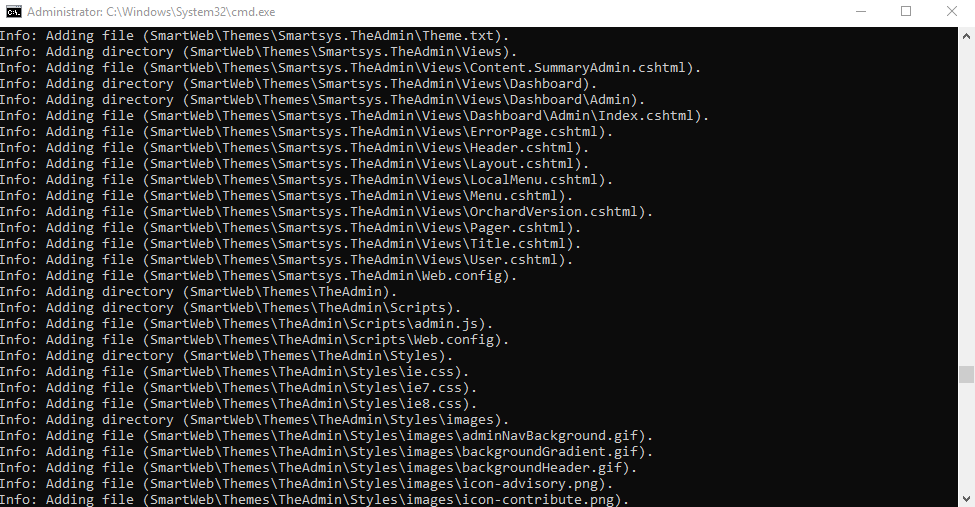 Administrator: C:\Windows\System32\cmd.exe
Info: Adding file (SmartWeb\Themes\Smartsys.TheAdmin\Theme.txt).
Info: Adding directory (SmartWeb\Themes\Smartsys.TheAdmin\Views).
Info: Adding file (SmartWeb\Themes\Smartsys.TheAdmin\Views\Content.SummaryAdmin.cshtml).
Info: Adding directory (SmartWeb\Themes\Smartsys.TheAdmin\Views\Dashboard).
Info: Adding directory (SmartWeb\Themes\Smartsys.TheAdmin\Views\Dashboard\Admin).
Info: Adding file (SmartWeb\Themes\Smartsys.TheAdmin\Views\Dashboard\Admin\Index.cshtml).
Info: Adding file (SmartWeb\Themes\Smartsys.TheAdmin\Views\ErrorPage.cshtml).
Info: Adding file (SmartWeb\Themes\Smartsys.TheAdmin\Views\Header.cshtml).
Info: Adding file (SmartWeb\Themes\Smartsys.TheAdmin\Views\Layout.cshtml).
Info: Adding file (SmartWeb\Themes\Smartsys.TheAdmin\Views\LocalMenu.cshtml).
Info: Adding file (SmartWeb\Themes\Smartsys.TheAdmin\Views\Menu.cshtml).
Info: Adding file (SmartWeb\Themes\Smartsys.TheAdmin\Views\OrchardVersion.cshtml).
Info: Adding file (SmartWeb\Themes\Smartsys.TheAdmin\Views\Pager.cshtml).
Info: Adding file (SmartWeb\Themes\Smartsys.TheAdmin\Views\Title.cshtml).
Info: Adding file (SmartWeb\Themes\Smartsys.TheAdmin\Views\User.cshtml).
Info: Adding file (SmartWeb\Themes\Smartsys.TheAdmin\Web.config).
Info: Adding directory (SmartWeb\Themes\TheAdmin).
Info: Adding directory (SmartWeb\Themes\TheAdmin\Scripts).
Info: Adding file (SmartWeb\Themes\TheAdmin\Scripts\admin.js).
Info: Adding file (SmartWeb\Themes\TheAdmin\Scripts\Web.config).
Info: Adding directory (SmartWeb\Themes\TheAdmin\Styles).
Info: Adding file (SmartWeb\Themes\TheAdmin\Styles\ie.css).
Info: Adding file (SmartWeb\Themes\TheAdmin\Styles\ie7.css).
Info: Adding file (SmartWeb\Themes\TheAdmin\Styles\ie8.css).
Info: Adding directory (SmartWeb\Themes\TheAdmin\Styles\images).
Info: Adding file (SmartWeb\Themes\TheAdmin\Styles\images\adminNavBackground.gif).
Info: Adding file (SmartWeb\Themes\TheAdmin\Styles\images\backgroundGradient.gif).
Info: Adding file (SmartWeb\Themes\TheAdmin\Styles\images\backgroundHeader.gif).
Info: Adding file (SmartWeb\Themes\TheAdmin\Styles\images\icon-advisory.png).
Info: Adding file (SmartWeb\Themes\TheAdmin\Styles\images\icon-contribute.png).